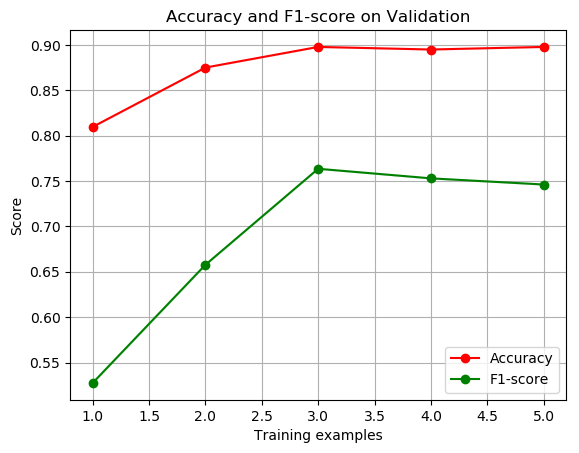 Accuracy and F1-score on Validation
0.90
0.85
0.80
0.75
0.70
0.65
0.60
0.55
Score
Accuracy
F1-score
1.0 1.5 2.0 2.5 3.0 3.5 4.0 4.5 5.0
Training examples